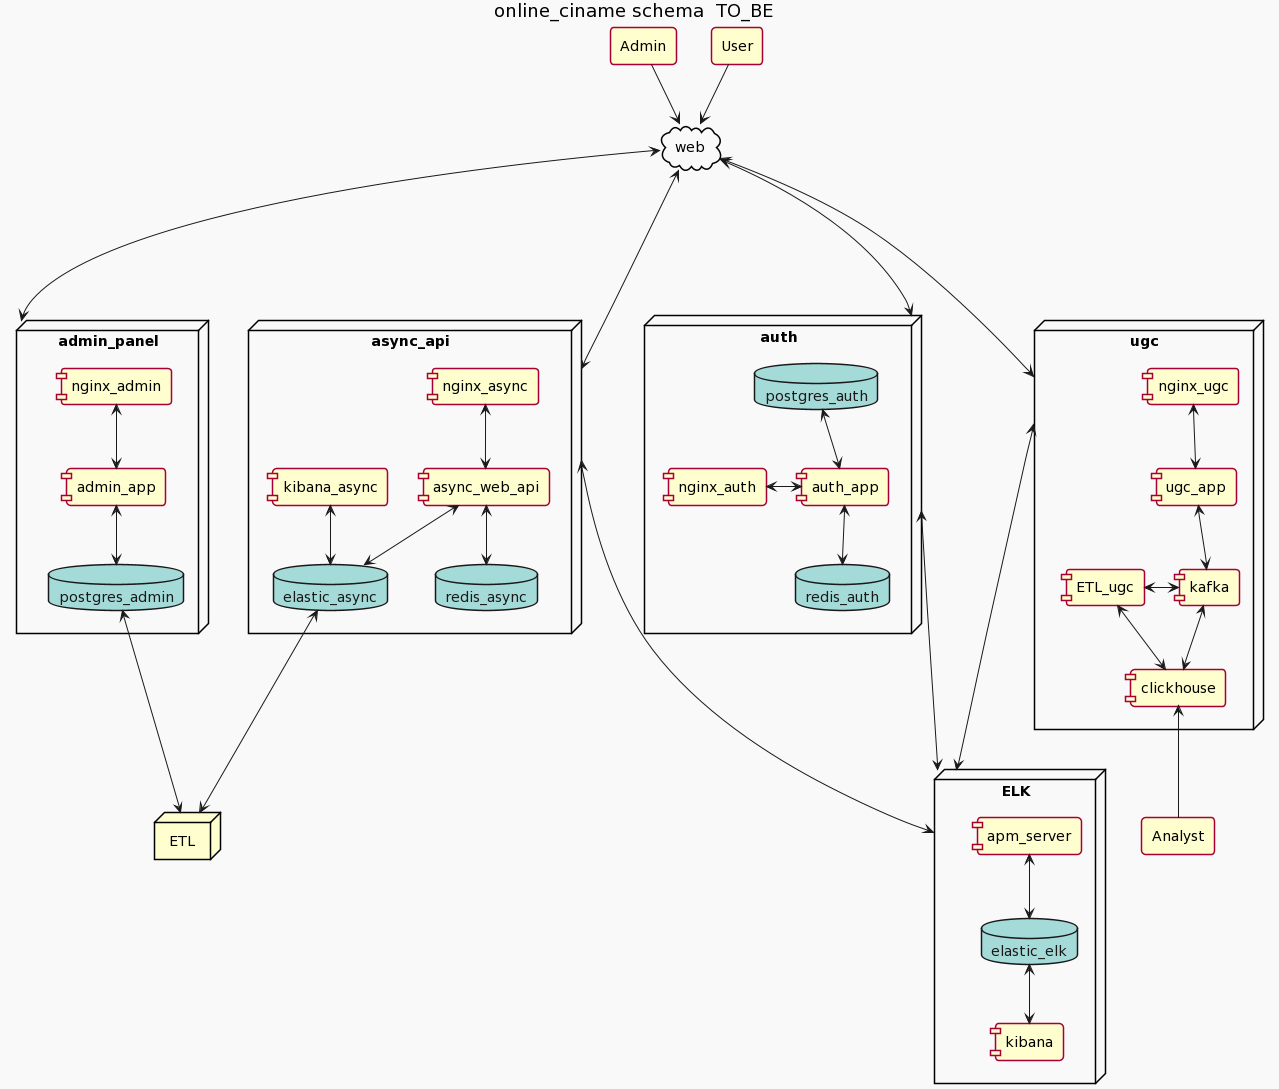 online_ciname schema  TO_BE
Admin
User
web
admin_panel
nginx_admin
admin_app
postgres_admin
async_api
nginx_async
kibana_async
async_web_api
elastic_async
redis_async
auth
postgres_auth
nginx_auth
auth_app
redis_auth
ugc
nginx_ugc
ugc_app
ETL_ugc
kafka
clickhouse
ETL
ELK
apm_server
elastic_elk
kibana
Analyst